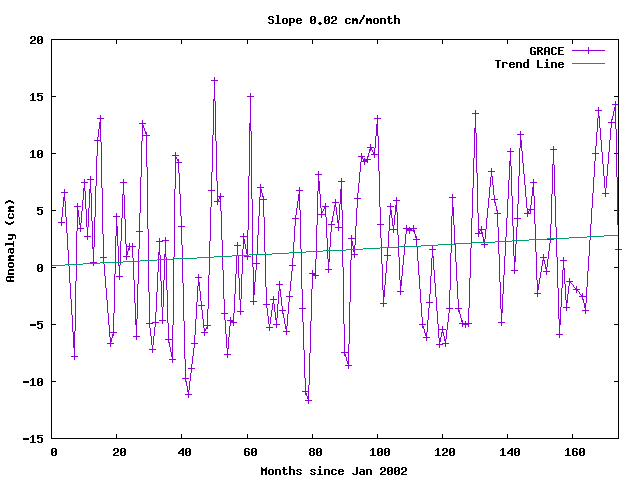 Slope 0.02 cm/month
20
GRACE
Trend Line
15
10
5
0
-5
-10
-15
Anomaly (cm)
0 20 40 60 80 100 120 140 160
Months since Jan 2002